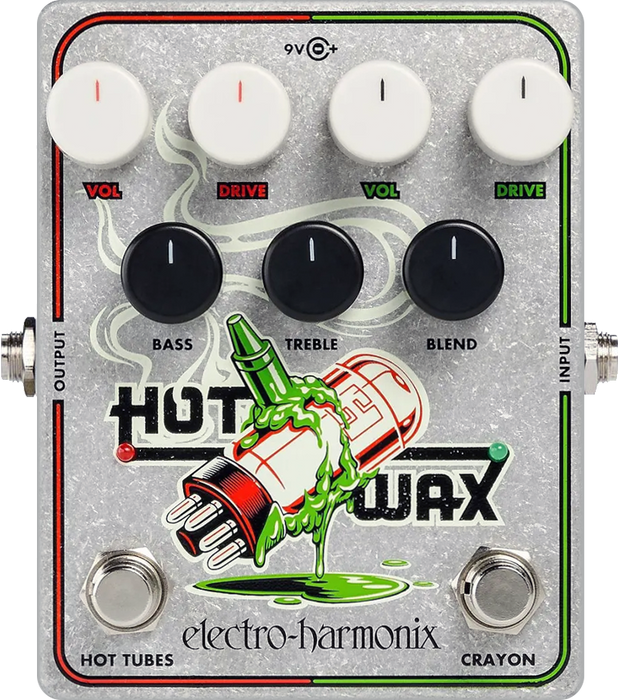 9V +
VOL DRIVE VOL DRIVE
BASS TREBLE BLEND
OUTPUT
INPUT
HOT
WAX
electro-harmonix
HOT TUBES CRAYON